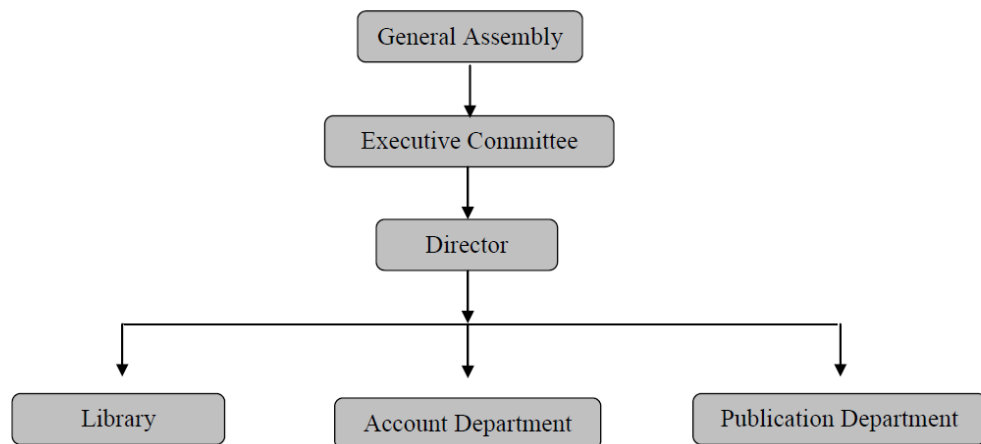 General Assembly
Executive Committee
Director
Library
Account Department
Publication Department